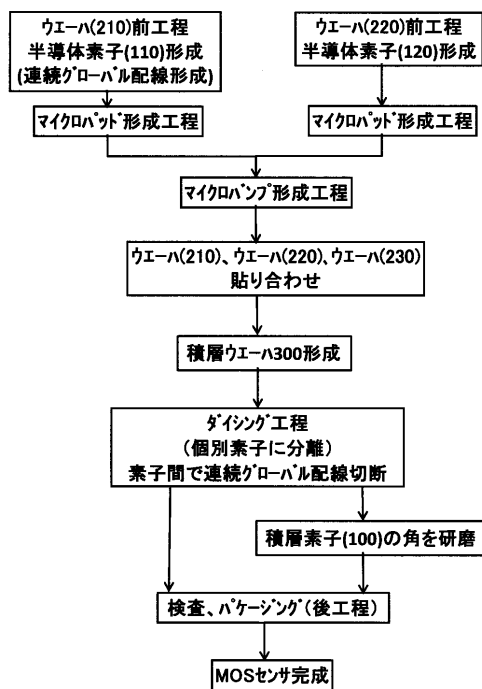 ウエーハ(210)前工程
半導体素子(110)形成
(連続グローバル配線形成)
ウエーハ(220)前工程
半導体素子(120)形成
マイクロパッド形成工程
マイクロパッド形成工程
マイクロバンプ形成工程
ウエーハ(210)、ウエーハ(220)、ウエーハ(230)
貼り合わせ
積層ウエーハ300形成
ダイシング工程
(個別素子に分離)
素子間で連続グローバル配線切断
積層素子(100)の角を研磨
検査、パケージング(後工程)
MOSセンサ完成